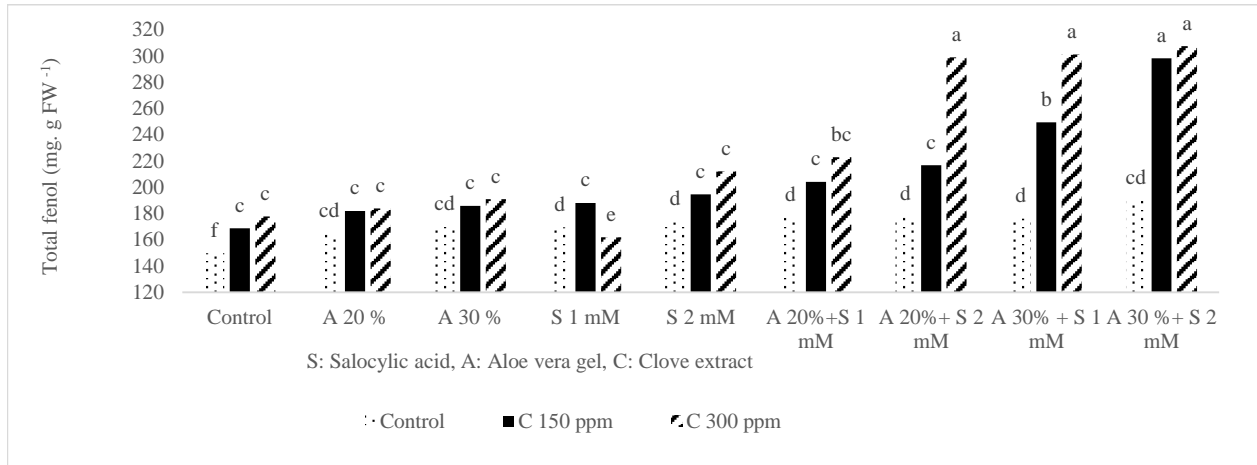 Total fenol (mg. g FW -1)
320
300
280
260
240
220
200
180
160
140
120
f c c
cd c c
cd c c
d c e
d c c
d c bc
d c a
d b a
cd a a
Control A 20 % A 30 % S 1 mM S 2 mM A 20%+S 1 mM A 20%+ S 2 mM A 30% + S 1 mM A 30 %+ S 2 mM
S: Salocylic acid, A: Aloe vera gel, C: Clove extract
Control C 150 ppm C 300 ppm